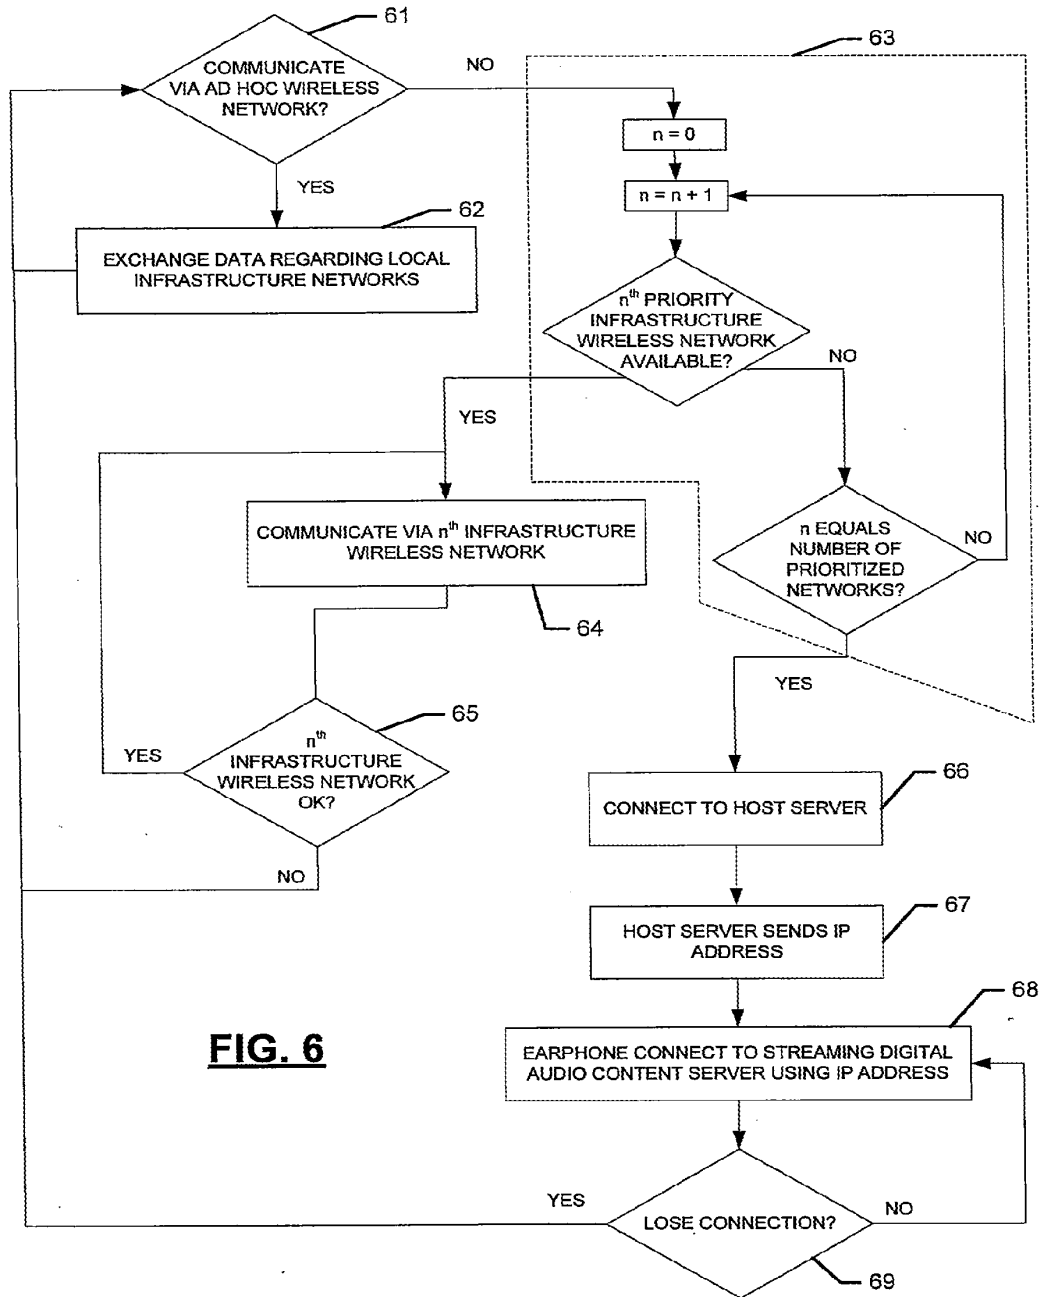 61
COMMUNICATE
VIA AD HOC WIRELESS
NETWORK?
NO
YES
62
EXCHANGE DATA REGARDING LOCAL
INFRASTRUCTURE NETWORKS
63
n = 0
n = n + 1
nth PRIORITY
INFRASTRUCTURE
WIRELESS NETWORK
AVAILABLE?
NO
YES
n EQUALS
NUMBER OF
PRIORITIZED
NETWORKS?
NO
YES
COMMUNICATE VIA nth INFRASTRUCTURE
WIRELESS NETWORK
64
65
nth
INFRASTRUCTURE
WIRELESS NETWORK
OK?
YES
NO
66
CONNECT TO HOST SERVER
67
HOST SERVER SENDS IP
ADDRESS
68
EARPHONE CONNECT TO STREAMING DIGITAL
AUDIO CONTENT SERVER USING IP ADDRESS
YES
LOSE CONNECTION?
NO
69
FIG. 6